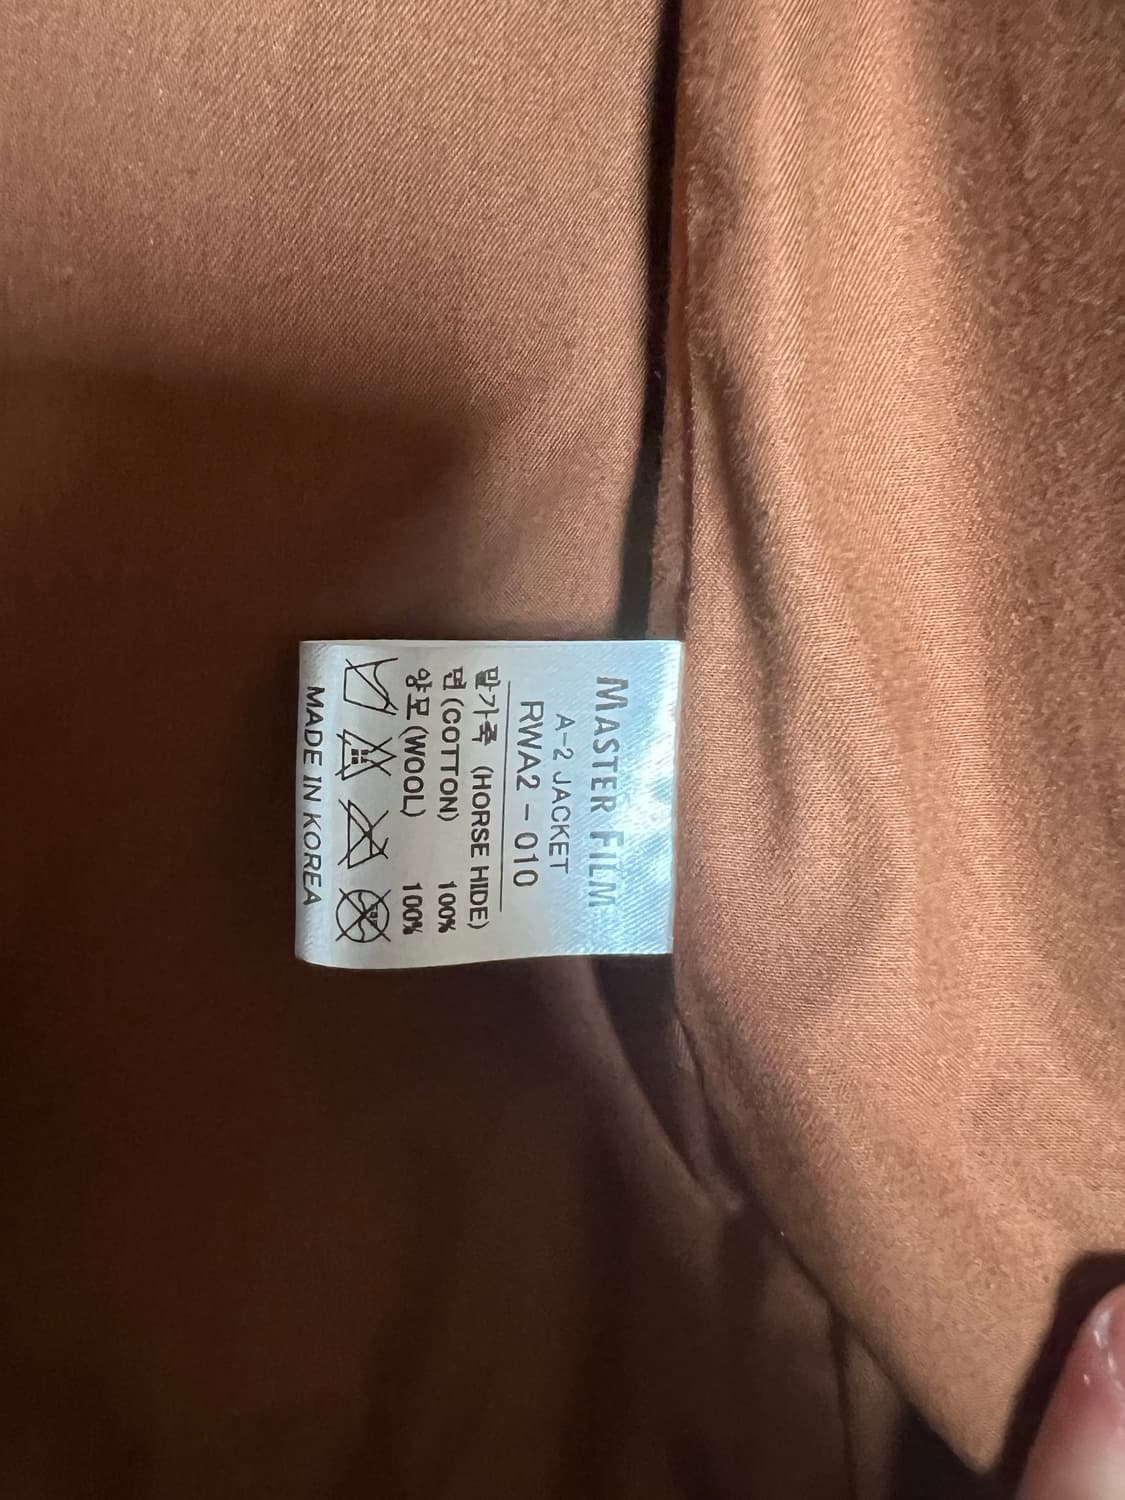 MASTER FILM
A-2 JACKET
RWA2 - 010
말가죽 (HORSE HIDE)
면 (COTTON) 100%
양모 (WOOL) 100%
MADE IN KOREA